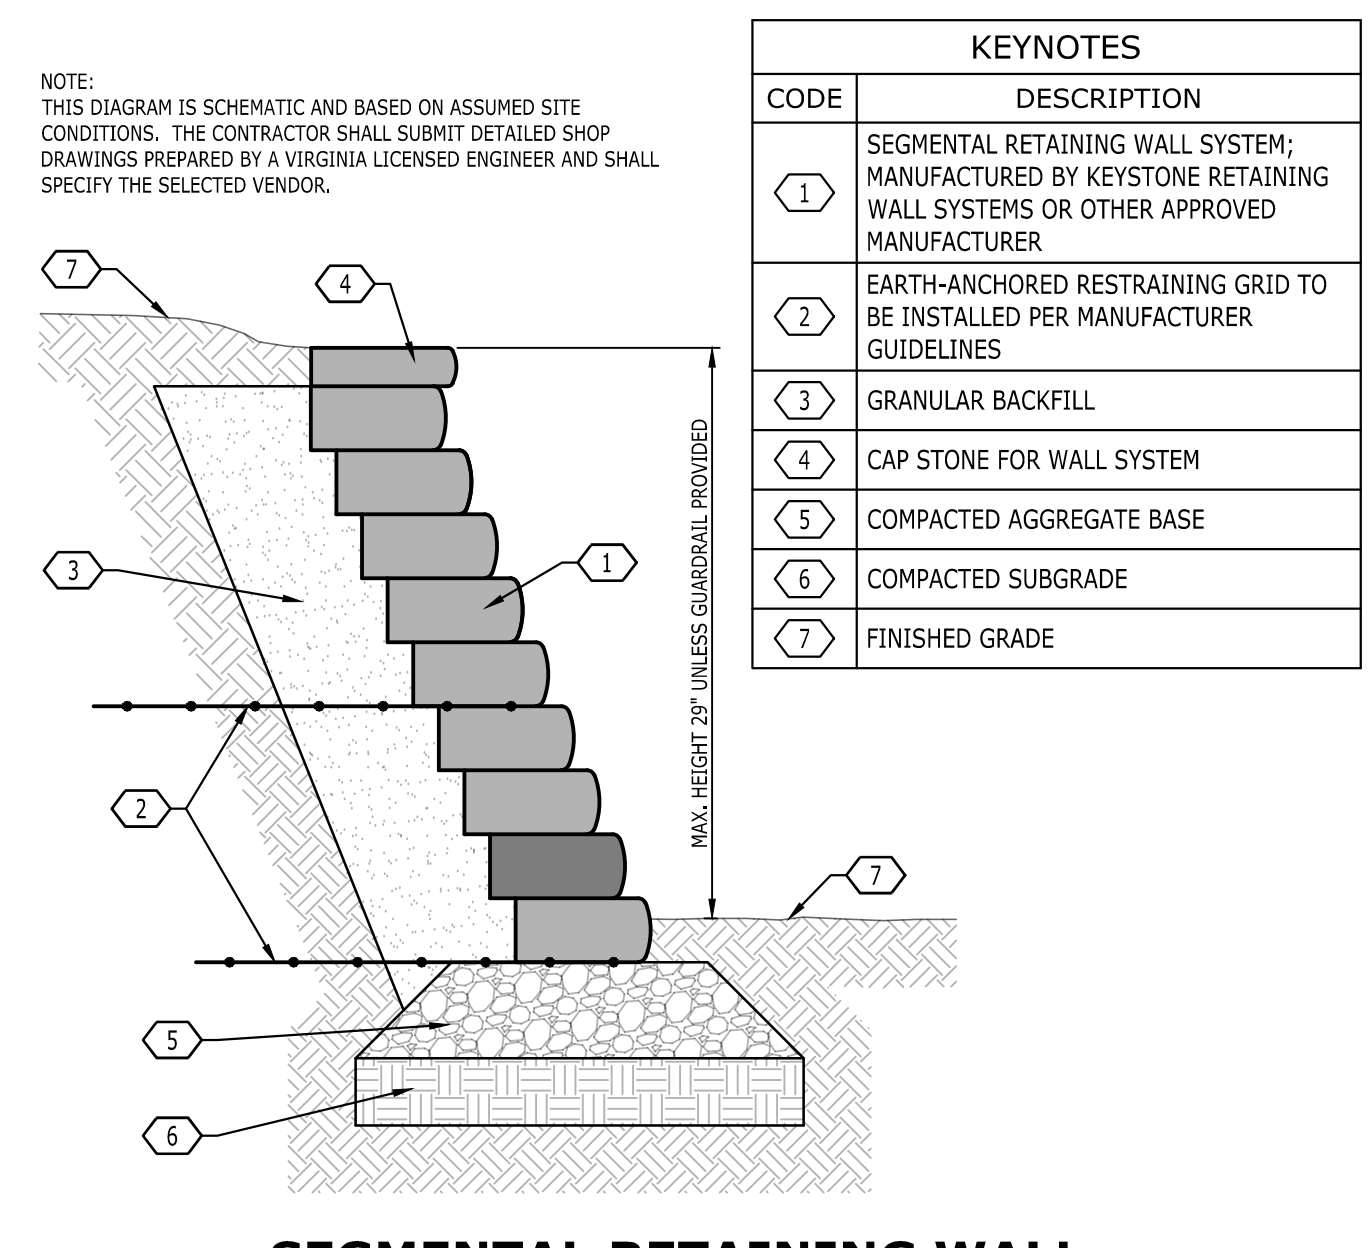 NOTE:
THIS DIAGRAM IS SCHEMATIC AND BASED ON ASSUMED SITE
CONDITIONS.  THE CONTRACTOR SHALL SUBMIT DETAILED SHOP
DRAWINGS PREPARED BY A VIRGINIA LICENSED ENGINEER AND SHALL
SPECIFY THE SELECTED VENDOR.
KEYNOTES
CODE DESCRIPTION
1
SEGMENTAL RETAINING WALL SYSTEM;
MANUFACTURED BY KEYSTONE RETAINING
WALL SYSTEMS OR OTHER APPROVED
MANUFACTURER
2
EARTH-ANCHORED RESTRAINING GRID TO
BE INSTALLED PER MANUFACTURER
GUIDELINES
3 GRANULAR BACKFILL
4 CAP STONE FOR WALL SYSTEM
5 COMPACTED AGGREGATE BASE
6 COMPACTED SUBGRADE
7 FINISHED GRADE
7
4
3
1
MAX. HEIGHT 29" UNLESS GUARDRAIL PROVIDED
2
7
5
6
SEGMENTAL RETAINING WALL